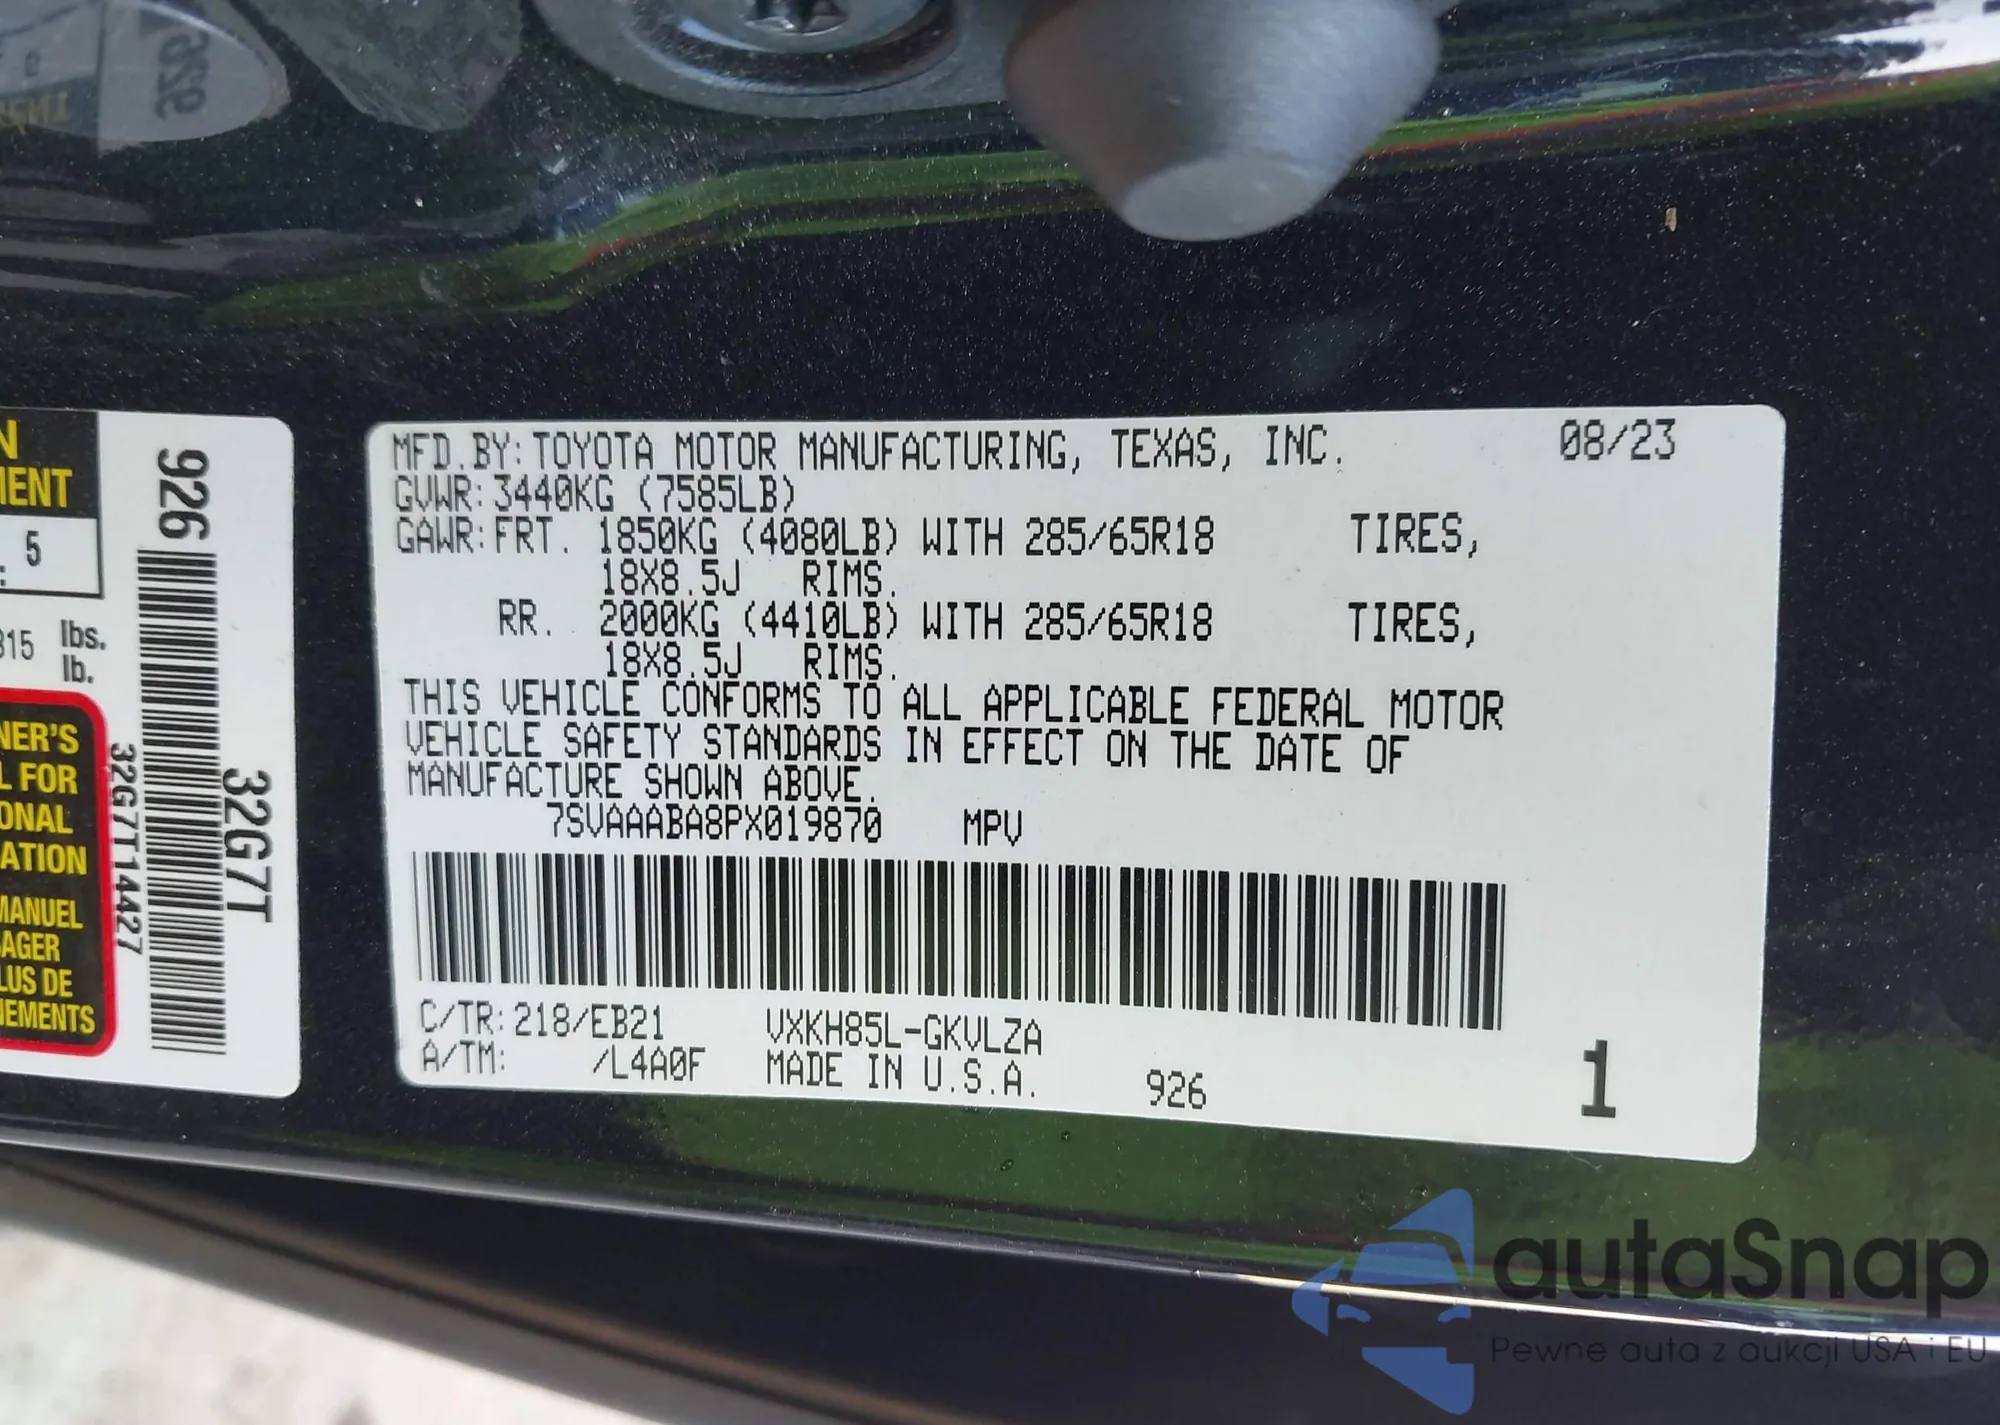 N
MENT
: 5
315 lbs.
lb.
NER'S
L FOR
ONAL
ATION
MANUEL
AGER
LUS DE
NEMENTS
926
32G7T14427
32G7T
MFD.BY: TOYOTA MOTOR MANUFACTURING, TEXAS, INC. 08/23
GVWR: 3440KG (7585LB)
GAWR: FRT. 1850KG (4080LB) WITH 285/65R18 TIRES,
18X8.5J RIMS.
RR. 2000KG (4410LB) WITH 285/65R18 TIRES,
18X8.5J RIMS.
THIS VEHICLE CONFORMS TO ALL APPLICABLE FEDERAL MOTOR
VEHICLE SAFETY STANDARDS IN EFFECT ON THE DATE OF
MANUFACTURE SHOWN ABOVE.
7SVAAABA8PX019870 MPV
C/TR: 218/EB21 VXKH85L-GKVLZA
A/TM: /L4A0F MADE IN U.S.A. 926 1
autaSnap
Pewne auta z aukcji USA i EU